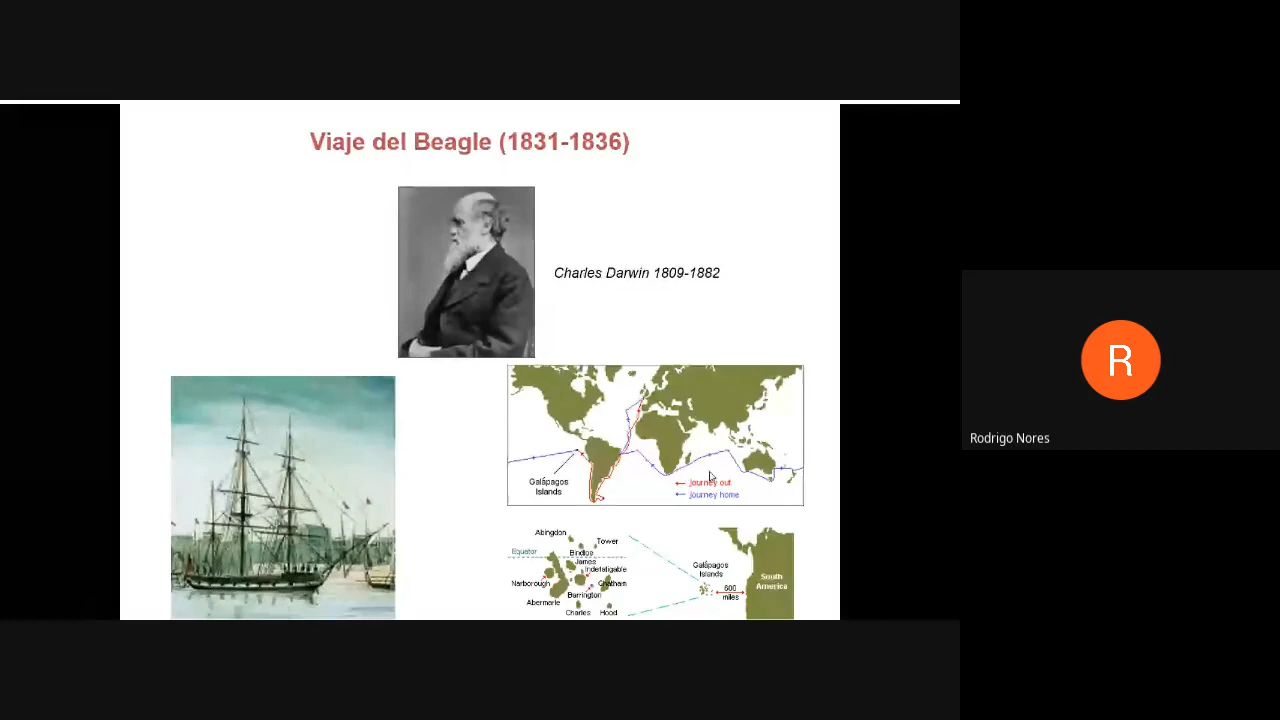 Viaje del Beagle (1831-1836)
Charles Darwin 1809-1882
Galápagos
Islands
Journey out
Journey home
Abingdon
Tower
Equator
Bindloe
James
Indefatigable
Narborough
Chatham
Barrington
Abermarle
Charles
Hood
Galápagos
Islands
600
miles
South
America
R
Rodrigo Nores